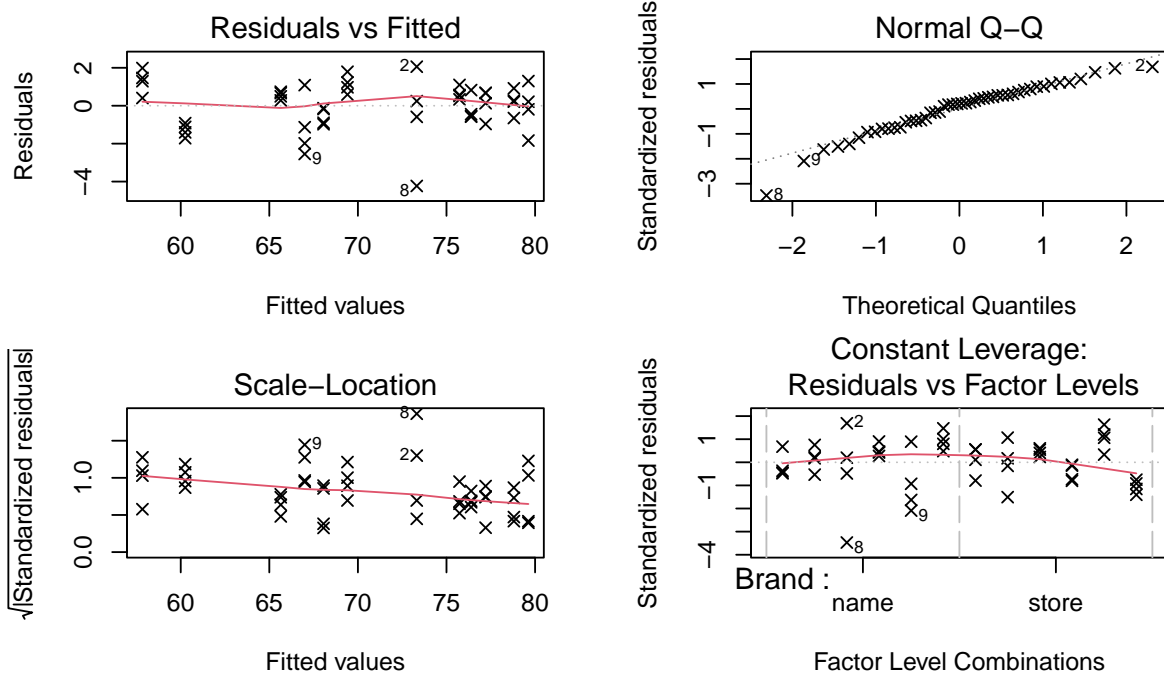 Residuals vs Fitted
Residuals
2
0
−4
2
9
8
60 65 70 75 80
Fitted values
Normal Q−Q
Standardized residuals
1
−1
−3
2
9
8
−2 −1 0 1 2
Theoretical Quantiles
Scale−Location
√|Standardized residuals|
1.0
0.0
8
9
2
60 65 70 75 80
Fitted values
Constant Leverage:
Residuals vs Factor Levels
Standardized residuals
1
−1
−4
2
9
8
Brand :
name store
Factor Level Combinations